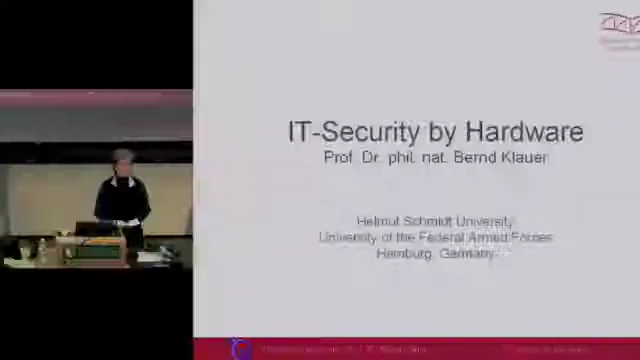 IT-Security by Hardware
Prof. Dr. phil. nat. Bernd Klauer
Helmut Schmidt University
University of the Federal Armed Forces
Hamburg, Germany